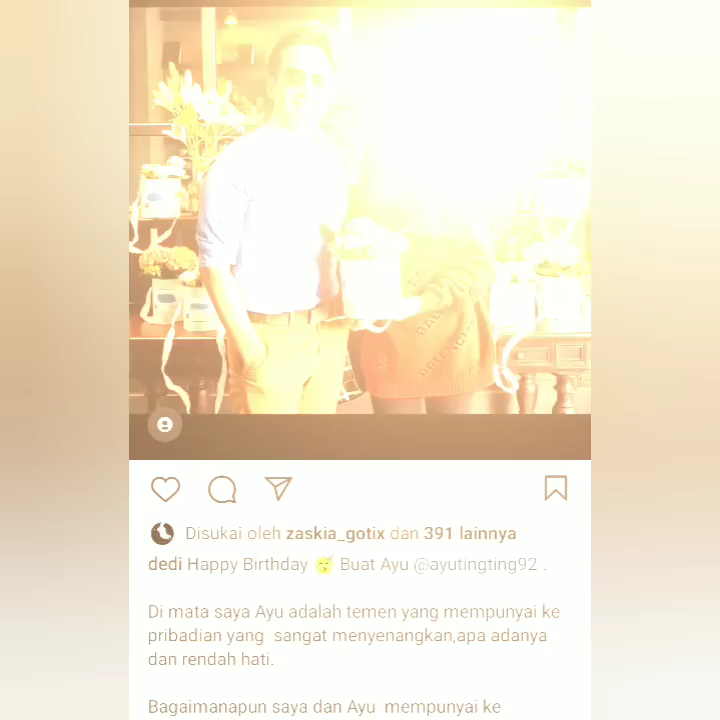 Disukai oleh zaskia_gotix dan 391 lainnya
dedi Happy Birthday 😴 Buat Ayu @ayutingting92 .
Di mata saya Ayu adalah temen yang mempunyai ke
pribadian yang sangat menyenangkan,apa adanya
dan rendah hati.
Bagaimanapun saya dan Ayu mempunyai ke